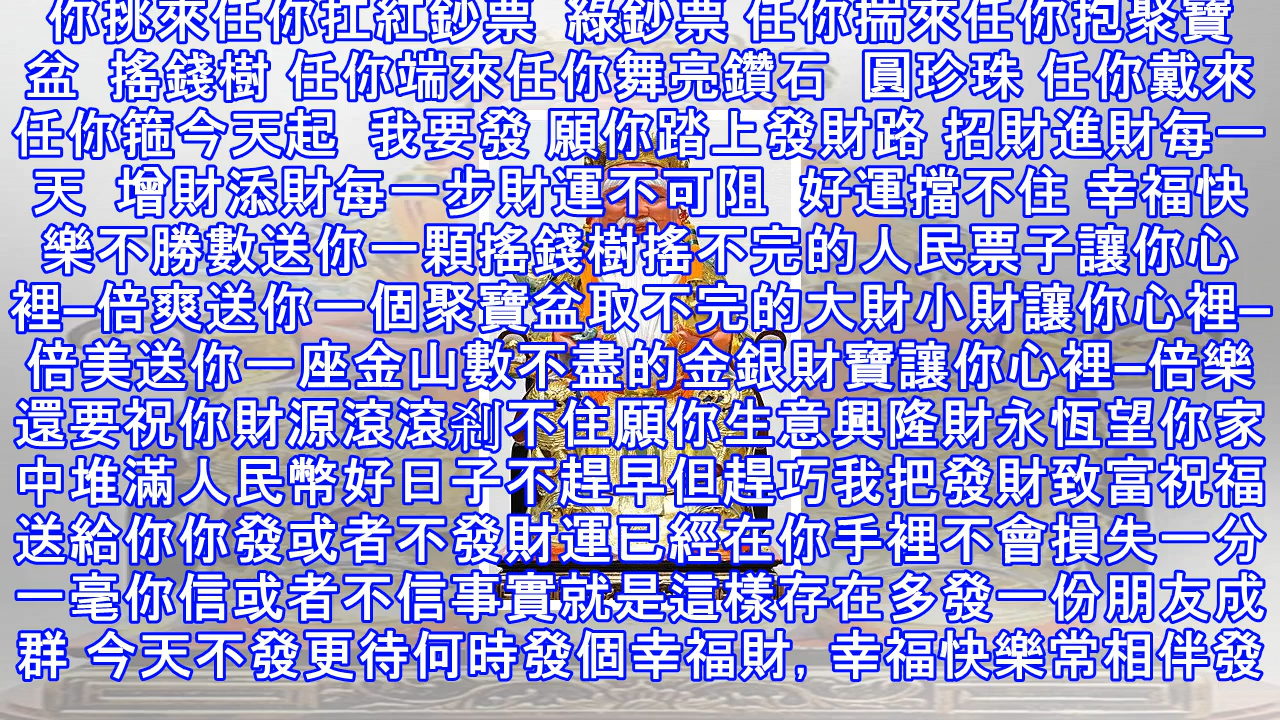 你挑來任你扛紅鈔票 綠鈔票 任你揣來任你抱聚寶
盆 搖錢樹 任你端來任你舞亮鑽石 圓珍珠 任你戴來
任你箍今天起 我要發 願你踏上發財路 招財進財每一
天 增財添財每一步財運不可阻 好運擋不住 幸福快
樂不勝數送你一顆搖錢樹搖不完的人民票子讓你心
裡—倍爽送你一個聚寶盆取不完的大財小財讓你心裡—
倍美送你一座金山數不盡的金銀財寶讓你心裡—倍樂
還要祝你財源滾滾剎不住願你生意興隆財永恆望你家
中堆滿人民幣好日子不趕早但趕巧我把發財致富祝福
送給你你發或者不發財運已經在你手裡不會損失一分
一毫你信或者不信事實就是這樣存在多發一份朋友成
群 今天不發更待何時發個幸福財, 幸福快樂常相伴發